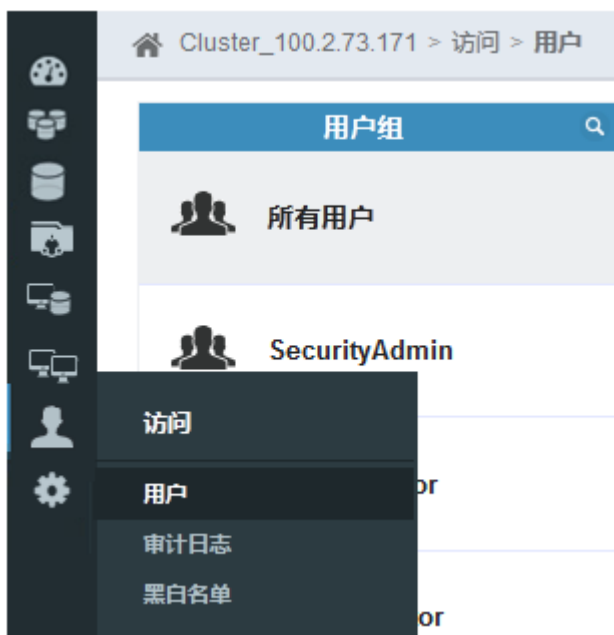 Cluster_100.2.73.171 > 访问 > 用户
用户组
所有用户
SecurityAdmin
访问
用户
or
审计日志
黑白名单
or